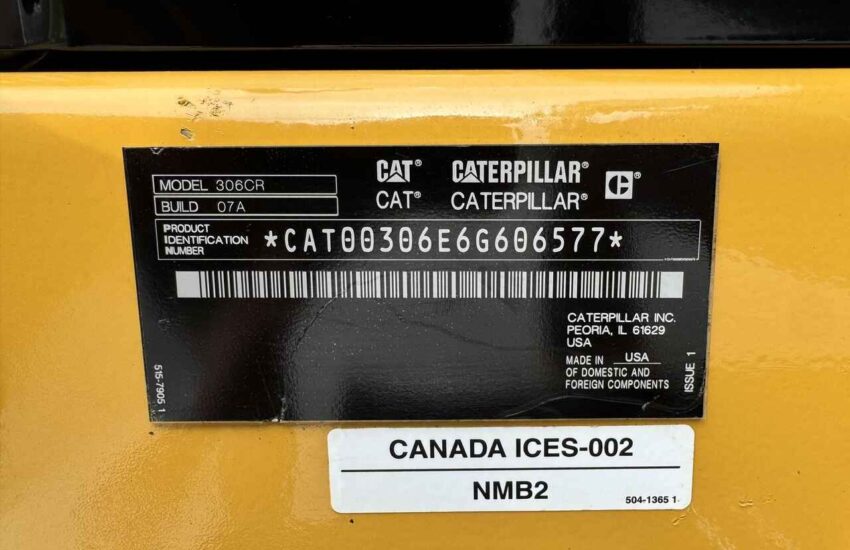 CAT® CATERPILLAR® C®
CAT® CATERPILLAR®
MODEL 306CR
BUILD 07A
PRODUCT IDENTIFICATION NUMBER
*CAT00306E6G606577*
CATERPILLAR INC.
PEORIA, IL 61629
USA
MADE IN USA
OF DOMESTIC AND
FOREIGN COMPONENTS
ISSUE 1
515-7905 1
CANADA ICES-002
NMB2
504-1365 1